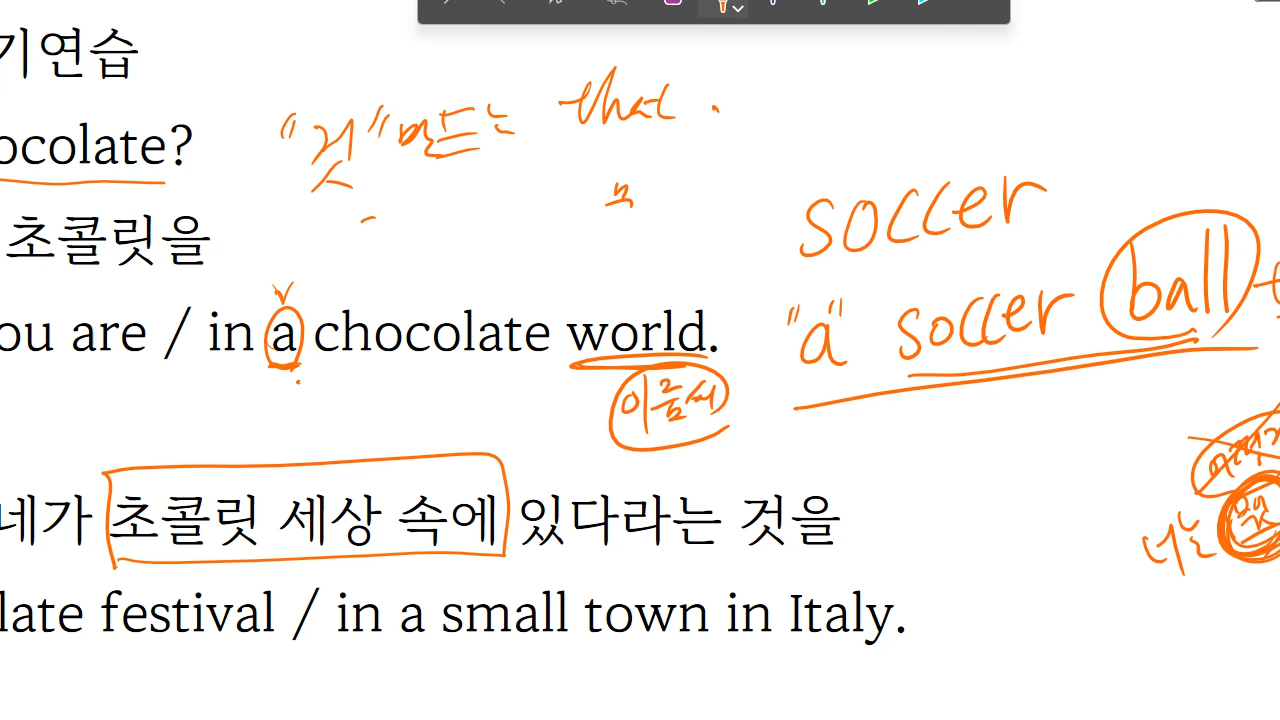 기연습
"것" 만드는 that.
ocolate?
soccer
초콜릿을
"a" soccer ball
ou are / in a chocolate world.
이름씨
네가 초콜릿 세상 속에 있다라는 것을
너는
late festival / in a small town in Italy.